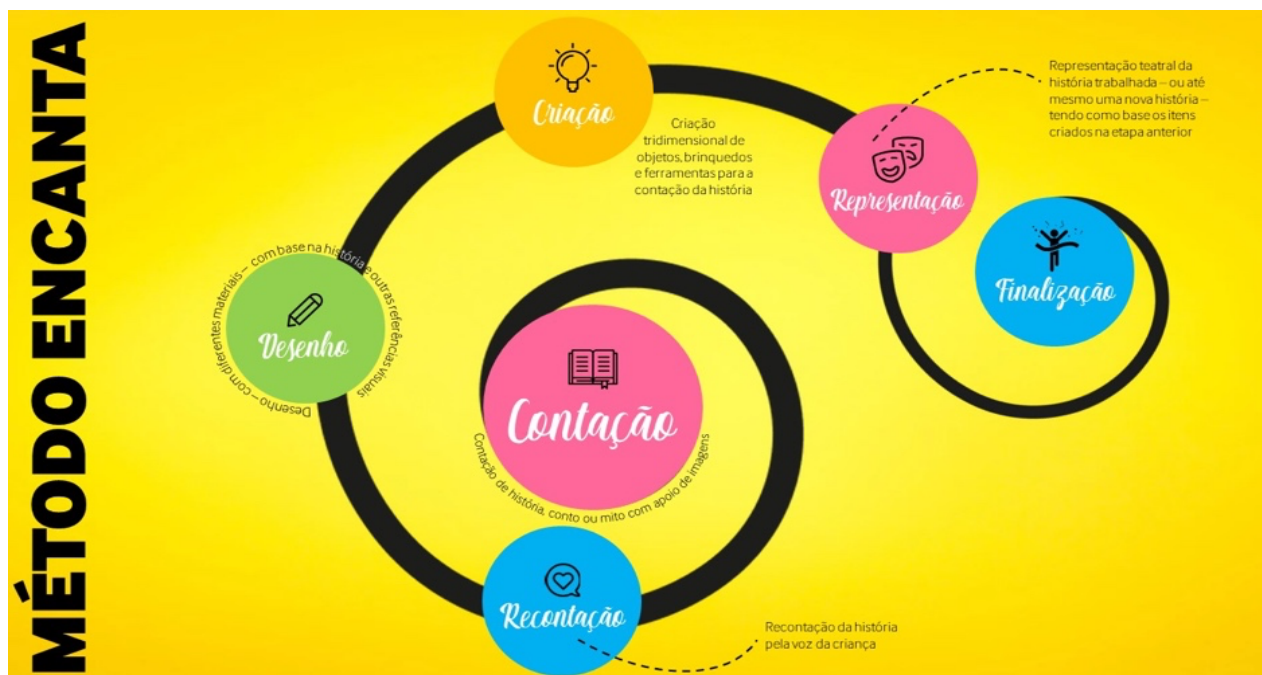 MÉTODO ENCANTA
Criação
Criação
tridimensional de
objetos, brinquedos
e ferramentas para a
contação da história
Representação teatral da
história trabalhada – ou até
mesmo uma nova história –
tendo como base os itens
criados na etapa anterior
Representação
Finalização
Desenho – com diferentes materiais – com base na história e outras referências visuais
Desenho
Contação
Contação de história, conto ou mito com apoio de imagens
Recontação
Recontação da história
pela voz da criança